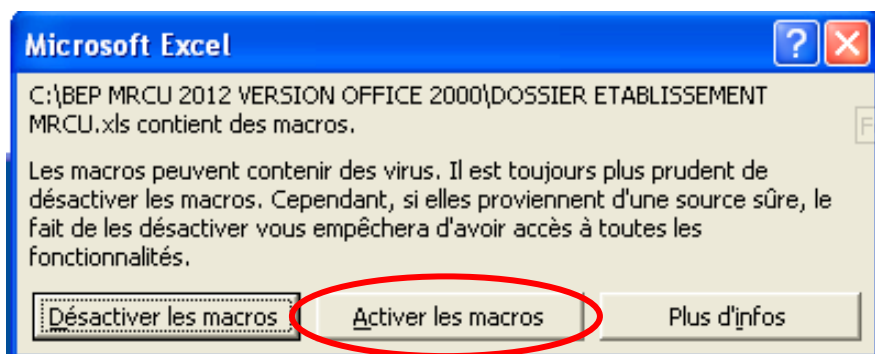 Microsoft Excel
C:\BEP MRCU 2012 VERSION OFFICE 2000\DOSSIER ETABLISSEMENT
MRCU.xls contient des macros.
F
Les macros peuvent contenir des virus. Il est toujours plus prudent de
désactiver les macros. Cependant, si elles proviennent d'une source sûre, le
fait de les désactiver vous empêchera d'avoir accès à toutes les
fonctionnalités.
Désactiver les macros Activer les macros Plus d'infos